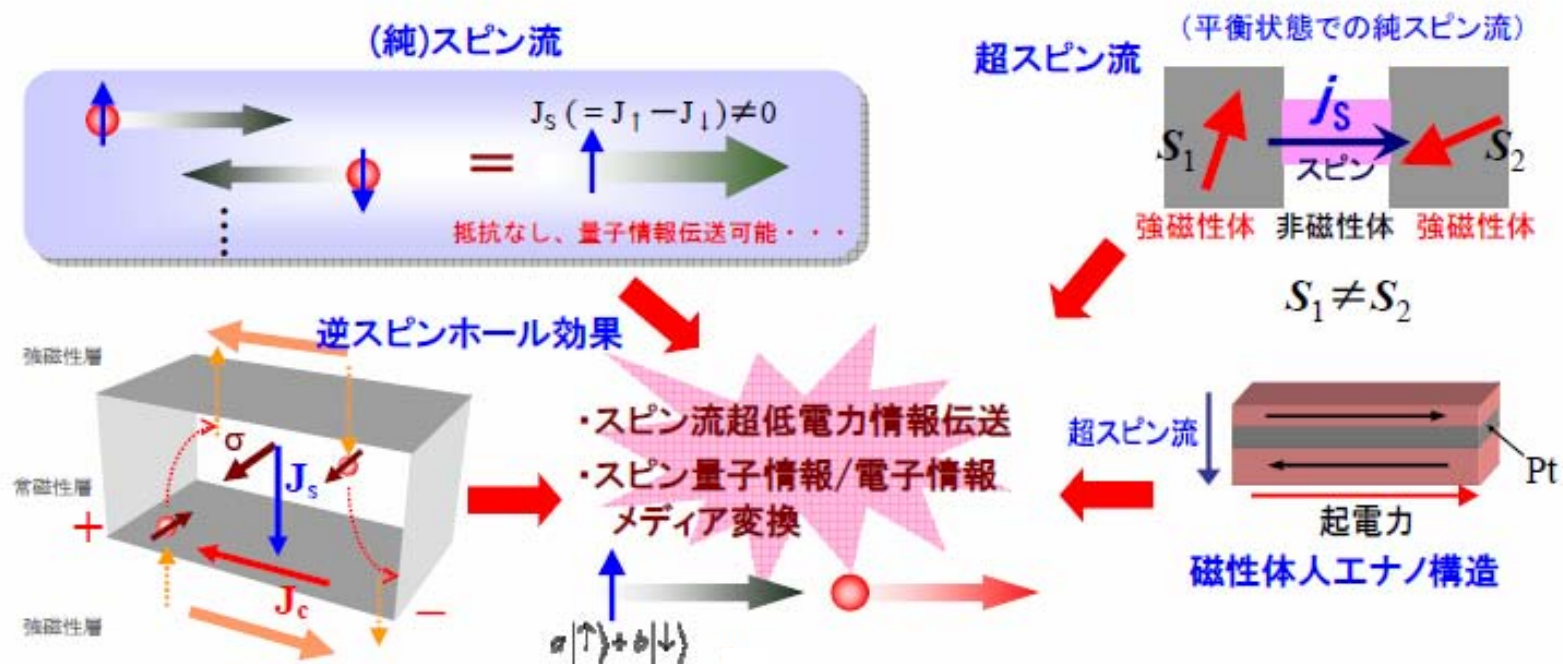 (純)スピン流
J_S (=J↑−J↓)≠0
=
抵抗なし、量子情報伝送可能・・・
超スピン流
(平衡状態での純スピン流)
j_S
S_1
スピン
S_2
強磁性体 非磁性体 強磁性体
S_1≠S_2
逆スピンホール効果
強磁性層
σ
J_s
常磁性層
+
J_c
−
強磁性層
・スピン流超低電力情報伝送
・スピン量子情報/電子情報
メディア変換
a|↑⟩+b|↓⟩
超スピン流
Pt
起電力
磁性体人工ナノ構造